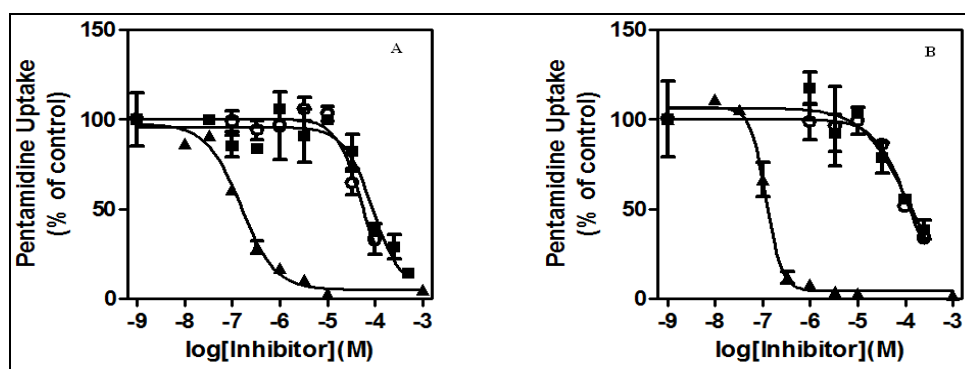 A
150
100
50
0
Pentamidine Uptake
(% of control)
-9 -8 -7 -6 -5 -4 -3
log[Inhibitor](M)
B
150
100
50
0
Pentamidine Uptake
(% of control)
-9 -8 -7 -6 -5 -4 -3
log[Inhibitor](M)